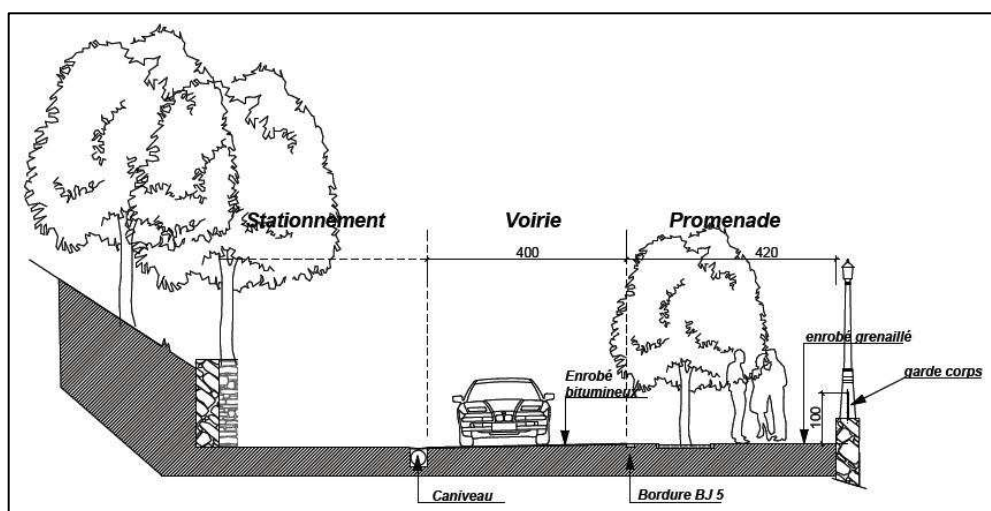 Stationnement
Voirie
Promenade
400
420
enrobé grenaillé
Enrobé
bitumineux
garde corps
100
Caniveau
Bordure BJ 5